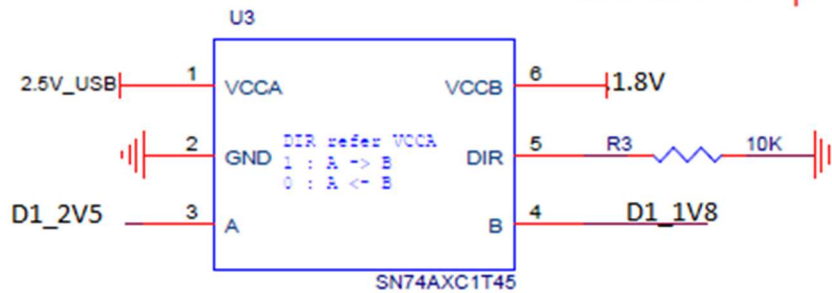 U3
2.5V_USB 1 VCCA VCCB 6 1.8V
2 GND DIR refer VCCA DIR 5 R3 10K
1 : A -> B
0 : A <- B
D1_2V5 3 A B 4 D1_1V8
SN74AXC1T45